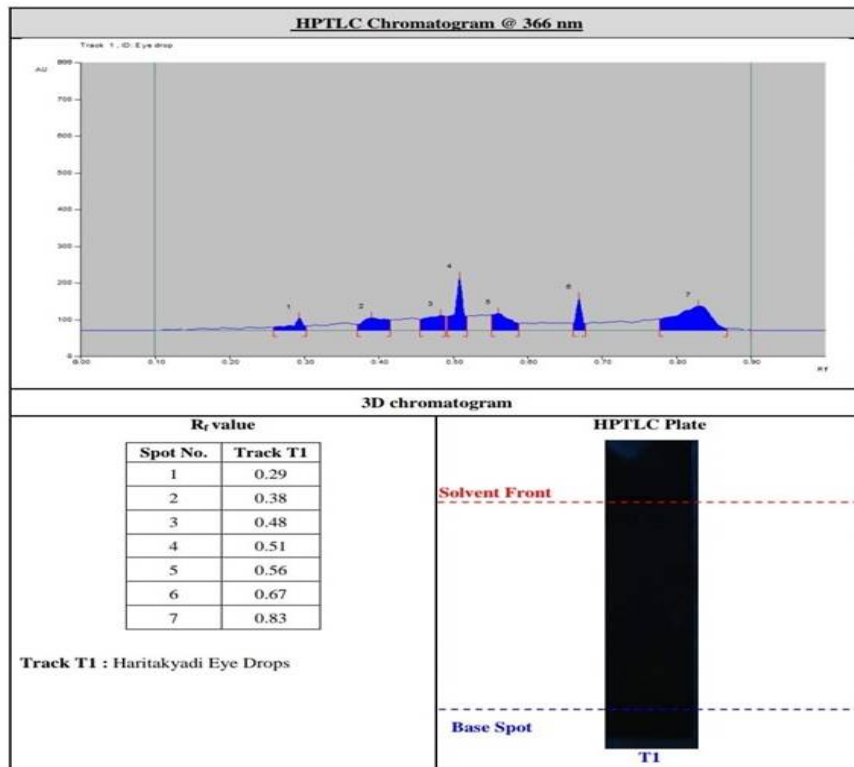 HPTLC Chromatogram @ 366 nm
Track 1 , ID: Eye drop
AU
800
700
600
500
400
300
200
100
0
1
2
3
4
5
6
7
0.00 0.10 0.20 0.30 0.40 0.50 0.60 0.70 0.80 0.90
Rf
3D chromatogram
Rf value
Spot No. Track T1
1 0.29
2 0.38
3 0.48
4 0.51
5 0.56
6 0.67
7 0.83
Track T1 : Haritakyadi Eye Drops
HPTLC Plate
Solvent Front
Base Spot
T1